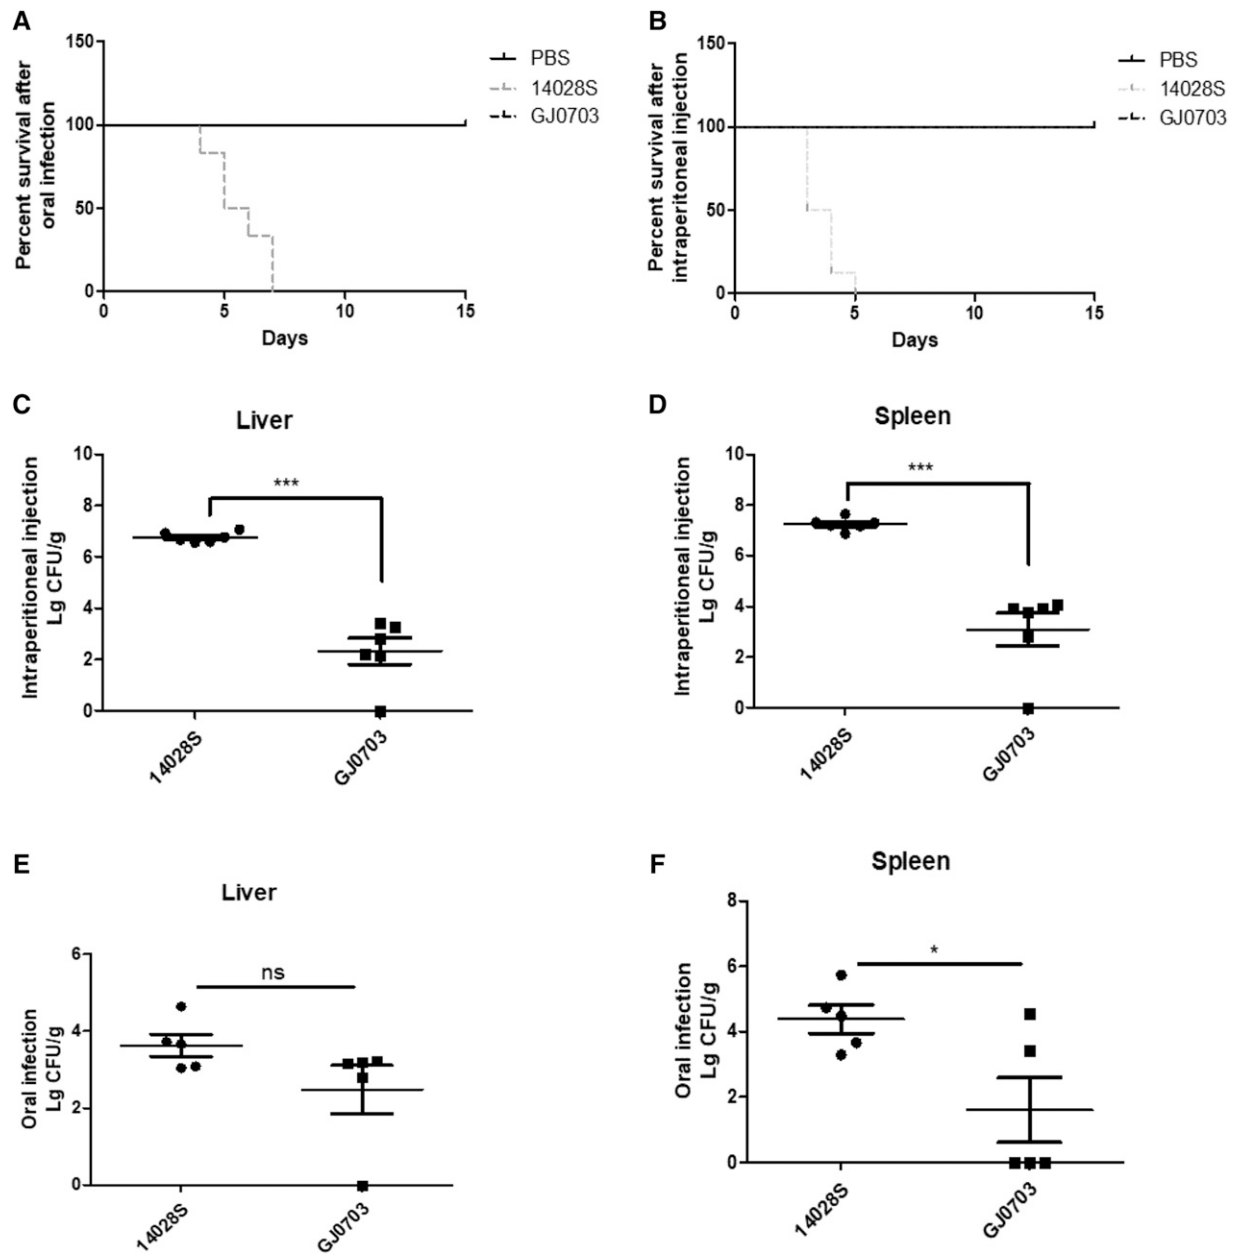 A
Percent survival after
oral infection
150
100
50
0
0
5
10
15
Days
PBS
14028S
GJ0703
B
Percent survival after
intraperitoneal injection
150
100
50
0
0
5
10
15
Days
PBS
14028S
GJ0703
C
Liver
Intraperitioneal injection
Lg CFU/g
10
8
6
4
2
0
***
14028S
GJ0703
D
Spleen
Intraperitioneal injection
Lg CFU/g
10
8
6
4
2
0
***
14028S
GJ0703
E
Liver
Oral infection
Lg CFU/g
6
4
2
0
ns
14028S
GJ0703
F
Spleen
Oral infection
Lg CFU/g
8
6
4
2
0
*
14028S
GJ0703